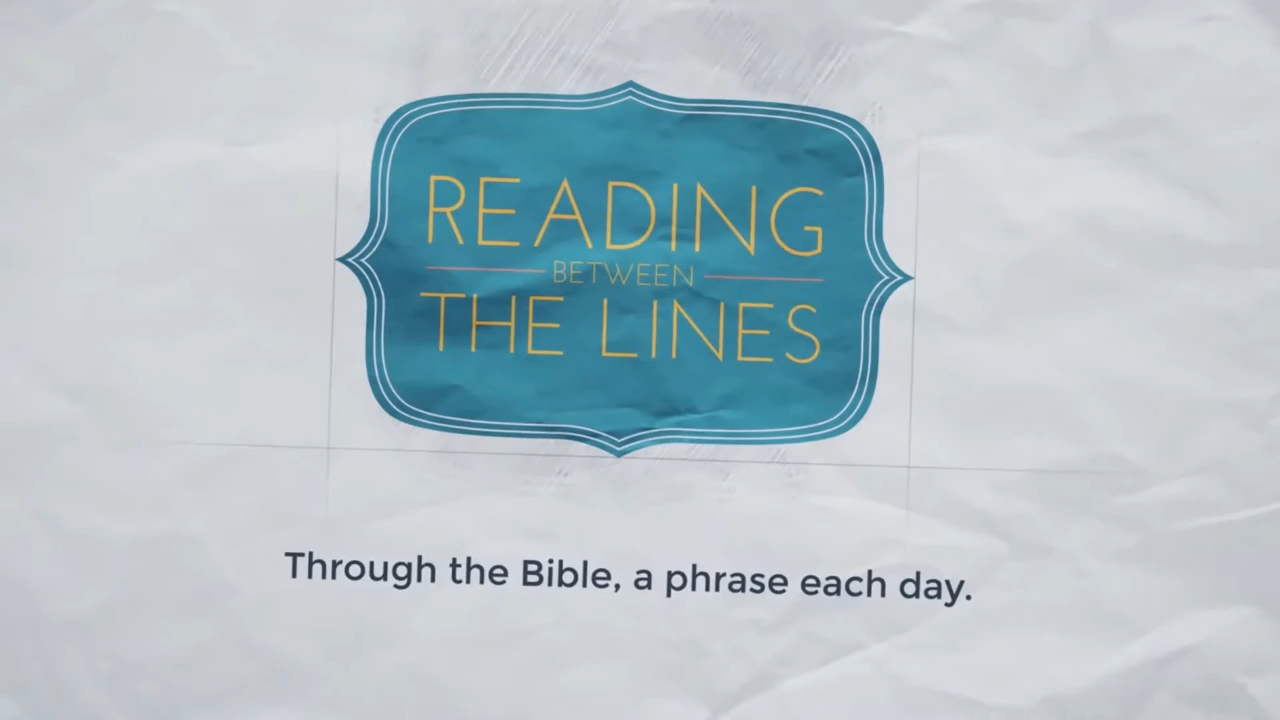 READING
BETWEEN
THE LINES
Through the Bible, a phrase each day.